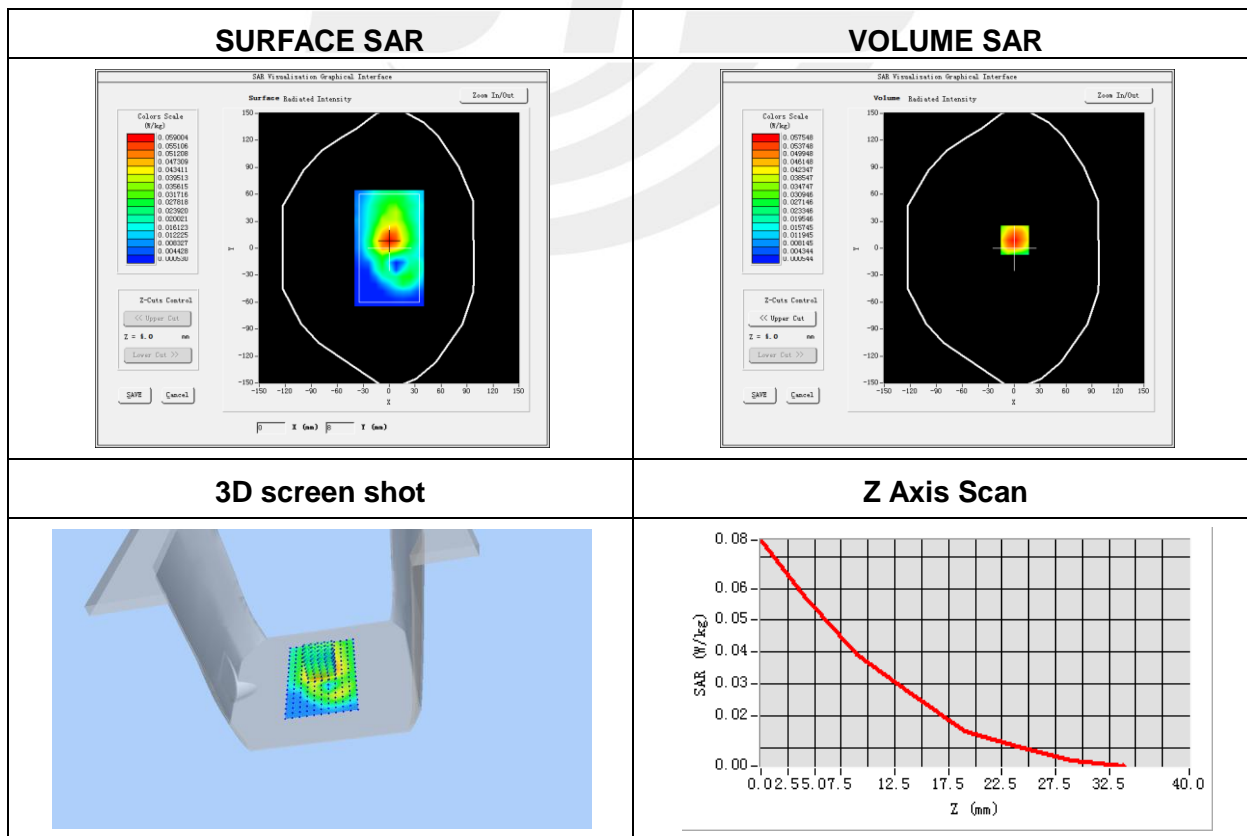 SURFACE SAR
SAR Visualisation Graphical Interface
Surface Radiated Intensity
Zoom In/Out
Colors Scale
(W/kg)
0.059004
0.055106
0.051208
0.047309
0.043411
0.039513
0.035615
0.031716
0.027818
0.023920
0.020021
0.016123
0.012225
0.008327
0.004428
0.000530
Z-Cuts Control
<< Upper Cut
Lower Cut >>
SAVE
Cancel
150
120
90
60
30
0
-30
-60
-90
-120
-150
Y
-150 -120 -90 -60 -30 0 30 60 90 120 150
X
0 X (mm) 8 Y (mm)
VOLUME SAR
SAR Visualisation Graphical Interface
Volume Radiated Intensity
Zoom In/Out
Colors Scale
(W/kg)
0.057548
0.053748
0.049948
0.046148
0.042347
0.038547
0.034747
0.030946
0.027146
0.023346
0.019546
0.015745
0.011945
0.008145
0.004344
0.000544
Z-Cuts Control
<< Upper Cut
Lower Cut >>
SAVE
Cancel
150
120
90
60
30
0
-30
-60
-90
-120
-150
Y
-150 -120 -90 -60 -30 0 30 60 90 120 150
X
3D screen shot
Z Axis Scan
0.08
0.06
0.05
0.04
0.03
0.02
0.00
SAR (W/kg)
0.0 2.5 5.0 7.5 12.5 17.5 22.5 27.5 32.5 40.0
Z (mm)